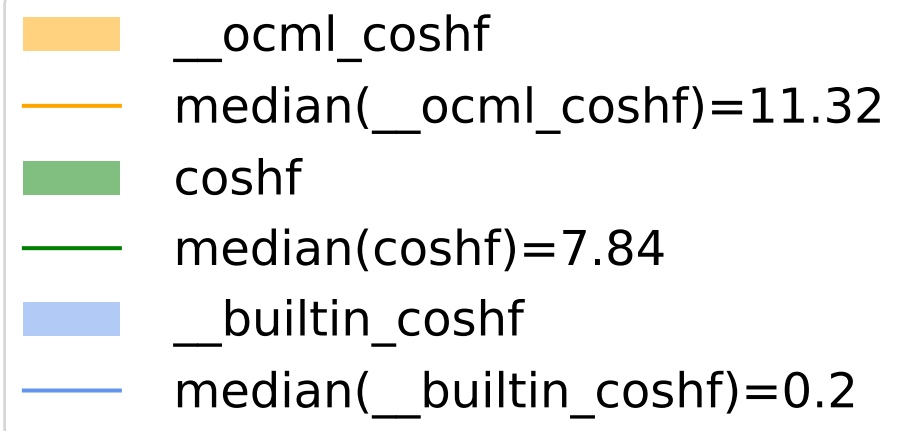 __ocml_coshf
median(__ocml_coshf)=11.32
coshf
median(coshf)=7.84
__builtin_coshf
median(__builtin_coshf)=0.2